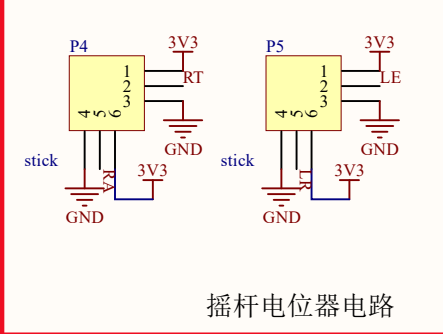 P4
3V3
1
RT
2
3
4
5
6
GND
stick
RA
3V3
GND
P5
3V3
1
LE
2
3
4
5
6
GND
stick
LR
3V3
GND
摇杆电位器电路